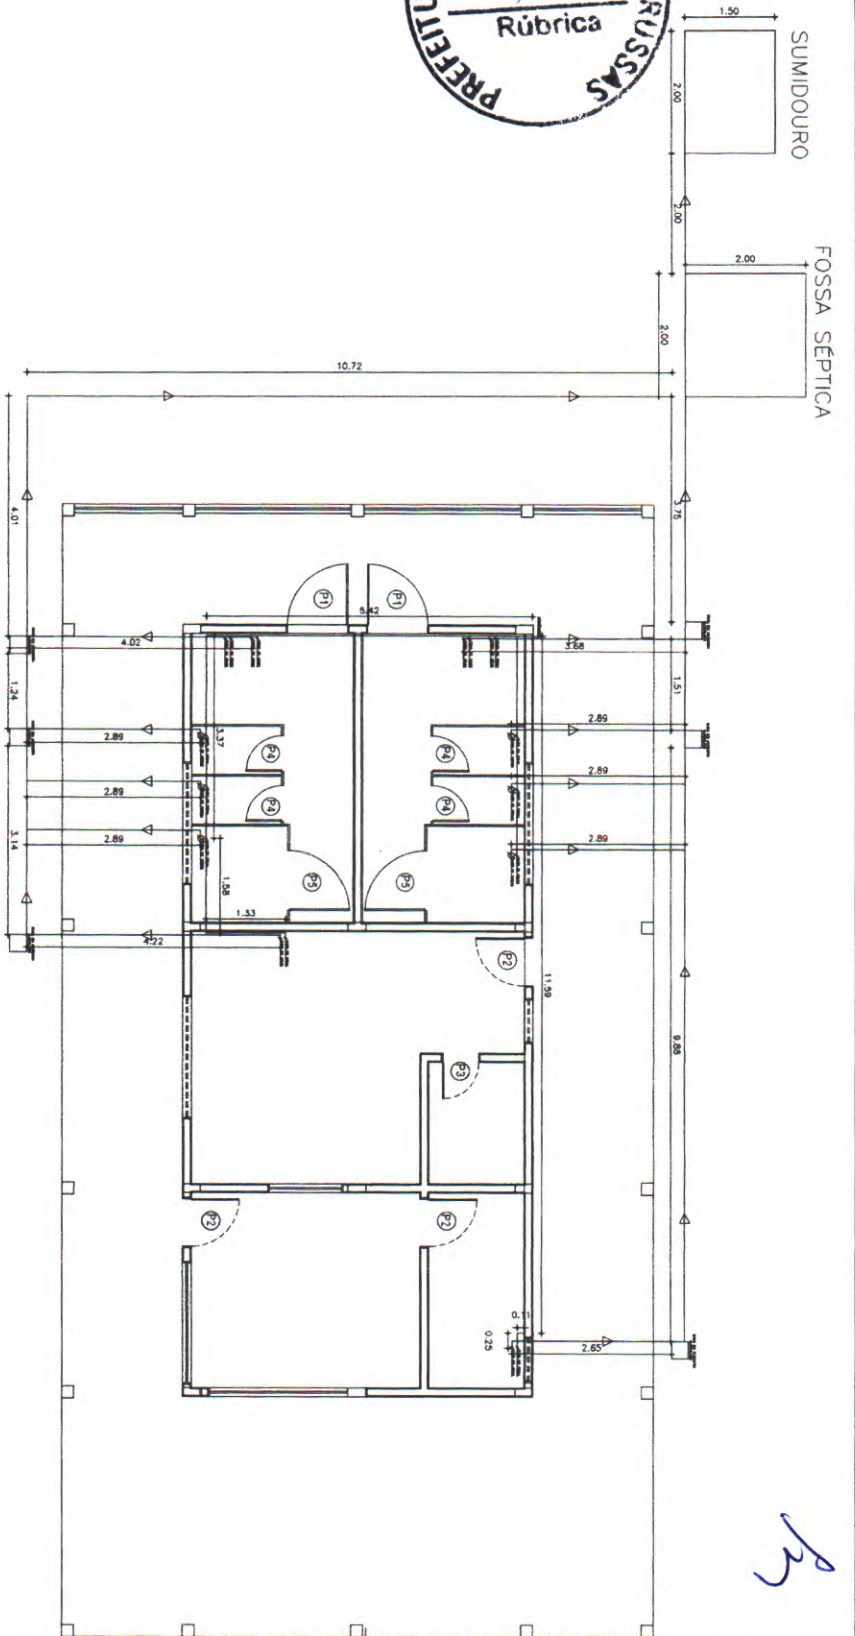 PREFEITU
RUSSAS
Rúbrica
SUMIDOURO
1.50
2.00
2.00
FOSSA SÉPTICA
2.00
2.00
10.72
4.01
3.75
P1
P1
5.42
4.02
3.68
1.24
1.51
2.89
2.89
3.37
P4
P4
2.89
2.89
P4
P4
3.14
2.89
2.89
1.58
P5
P5
1.33
4.22
P2
11.59
9.88
P3
P2
P2
0.11
0.25
2.65